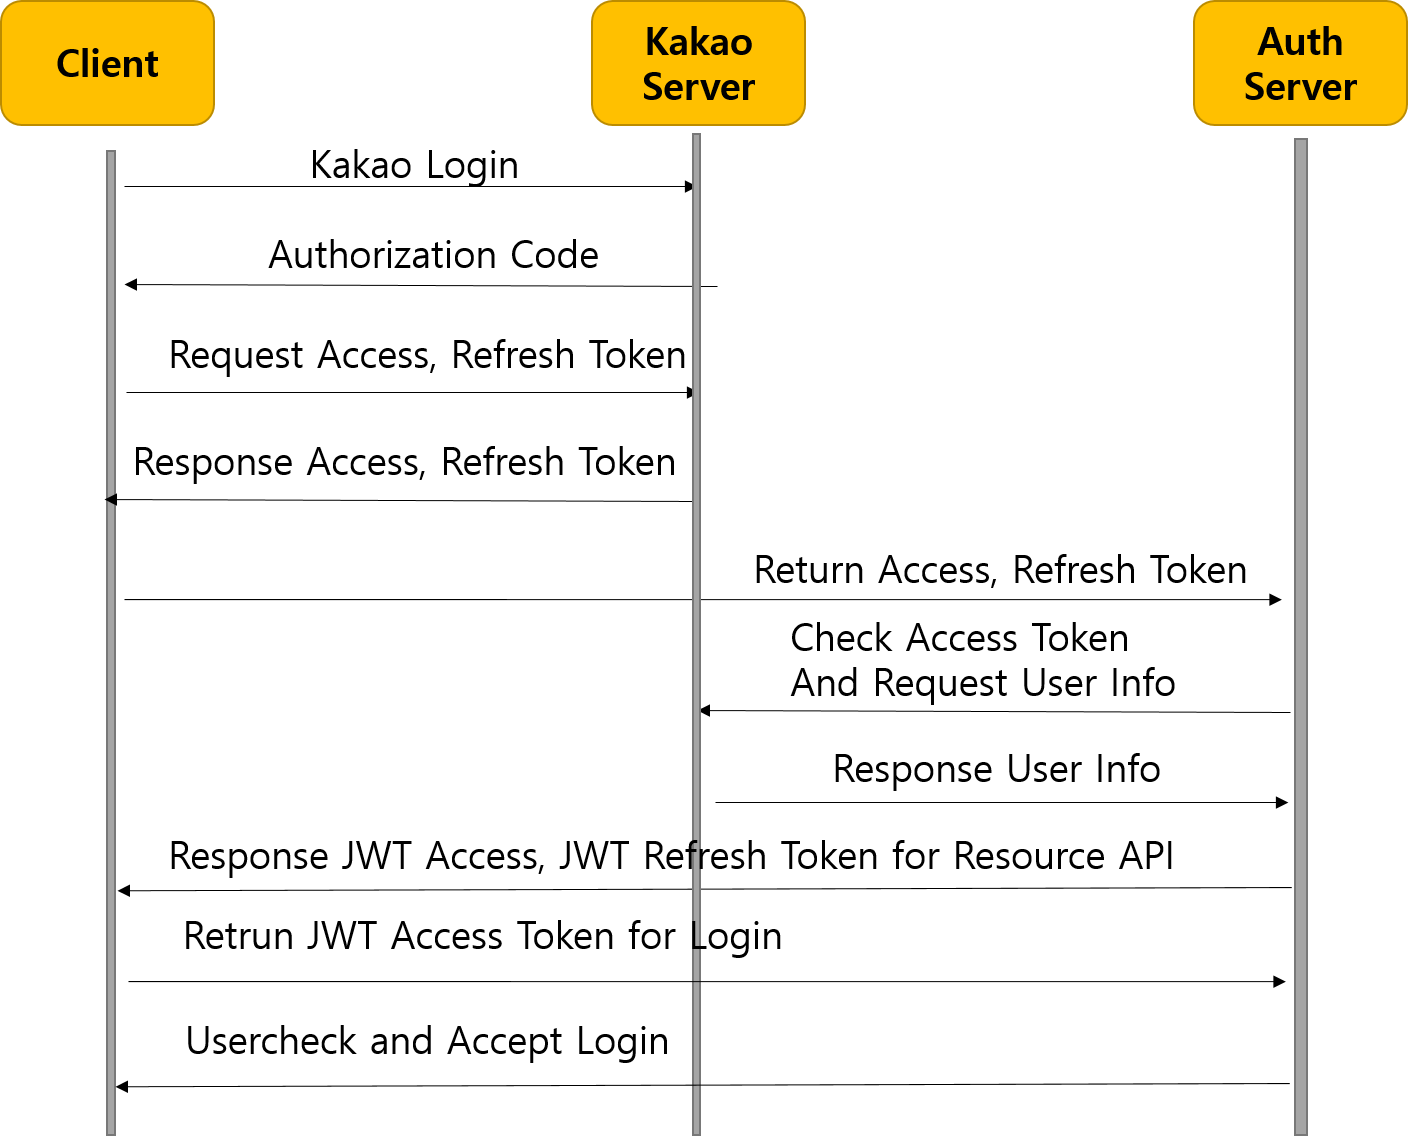 Client
Kakao
Server
Auth
Server
Kakao Login
Authorization Code
Request Access, Refresh Token
Response Access, Refresh Token
Return Access, Refresh Token
Check Access Token
And Request User Info
Response User Info
Response JWT Access, JWT Refresh Token for Resource API
Retrun JWT Access Token for Login
Usercheck and Accept Login